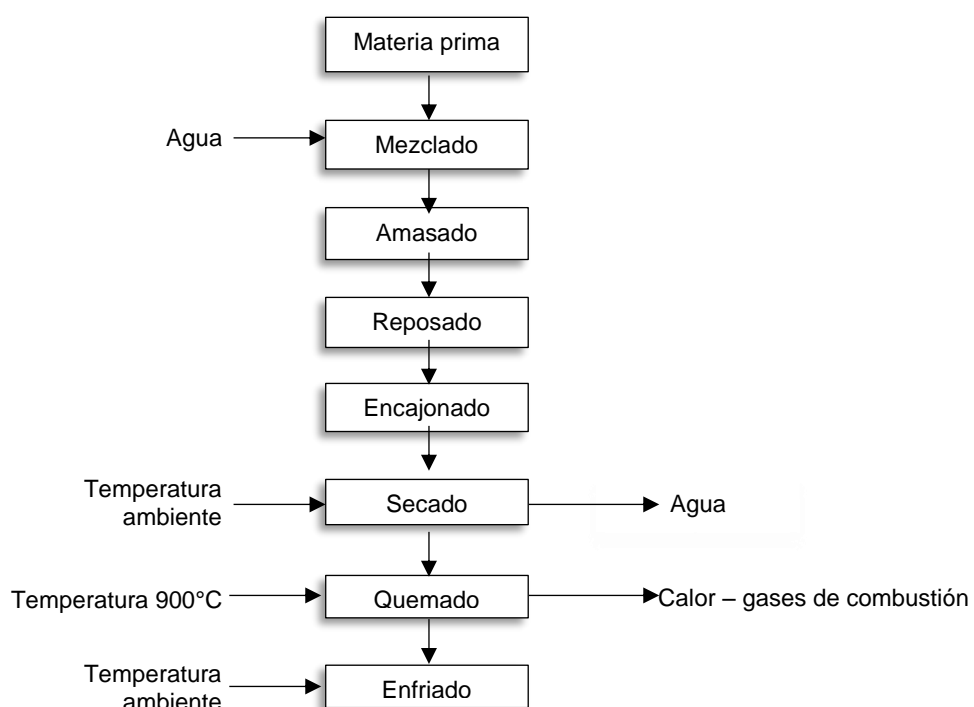 Materia prima
Agua
Mezclado
Amasado
Reposado
Encajonado
Temperatura
ambiente
Secado
Agua
Temperatura 900°C
Quemado
Calor – gases de combustión
Temperatura
ambiente
Enfriado